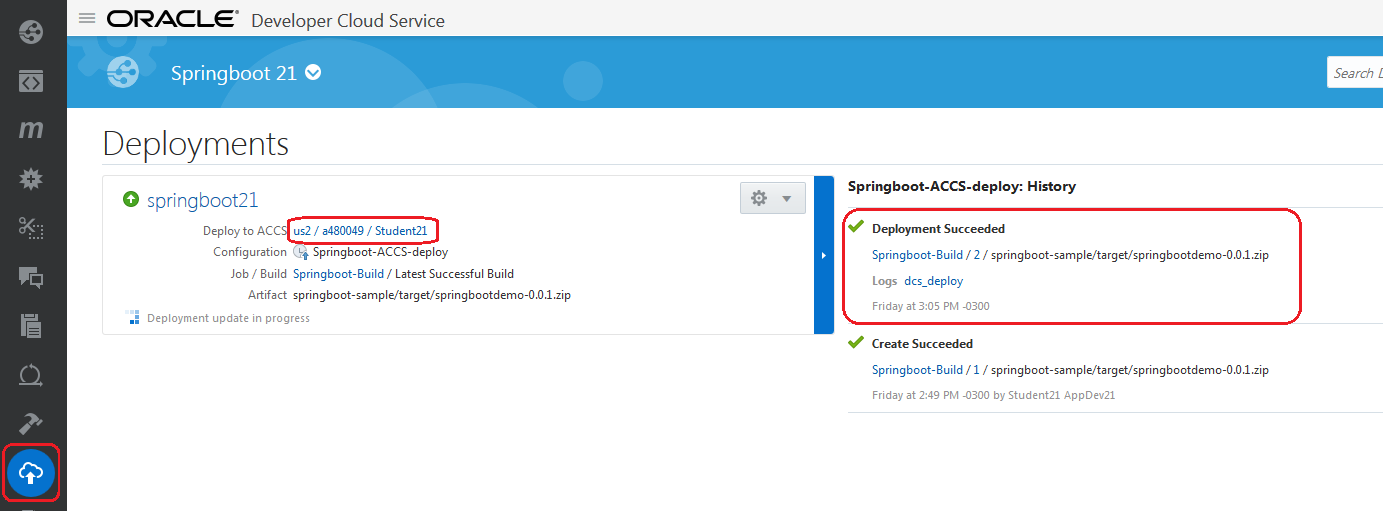 ORACLE® Developer Cloud Service
Springboot 21
Search D
Deployments
springboot21
Deploy to ACCS us2 / a480049 / Student21
Configuration Springboot-ACCS-deploy
Job / Build Springboot-Build / Latest Successful Build
Artifact springboot-sample/target/springbootdemo-0.0.1.zip
Deployment update in progress
Springboot-ACCS-deploy: History
Deployment Succeeded
Springboot-Build / 2 / springboot-sample/target/springbootdemo-0.0.1.zip
Logs dcs_deploy
Friday at 3:05 PM -0300
Create Succeeded
Springboot-Build / 1 / springboot-sample/target/springbootdemo-0.0.1.zip
Friday at 2:49 PM -0300 by Student21 AppDev21
m